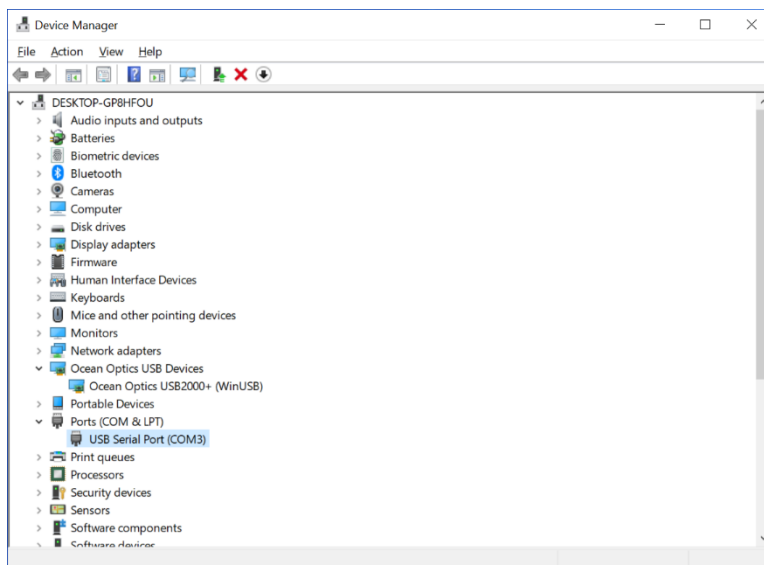 Device Manager
File Action View Help
DESKTOP-GP8HFOU
Audio inputs and outputs
Batteries
Biometric devices
Bluetooth
Cameras
Computer
Disk drives
Display adapters
Firmware
Human Interface Devices
Keyboards
Mice and other pointing devices
Monitors
Network adapters
Ocean Optics USB Devices
Ocean Optics USB2000+ (WinUSB)
Portable Devices
Ports (COM & LPT)
USB Serial Port (COM3)
Print queues
Processors
Security devices
Sensors
Software components
Software devices